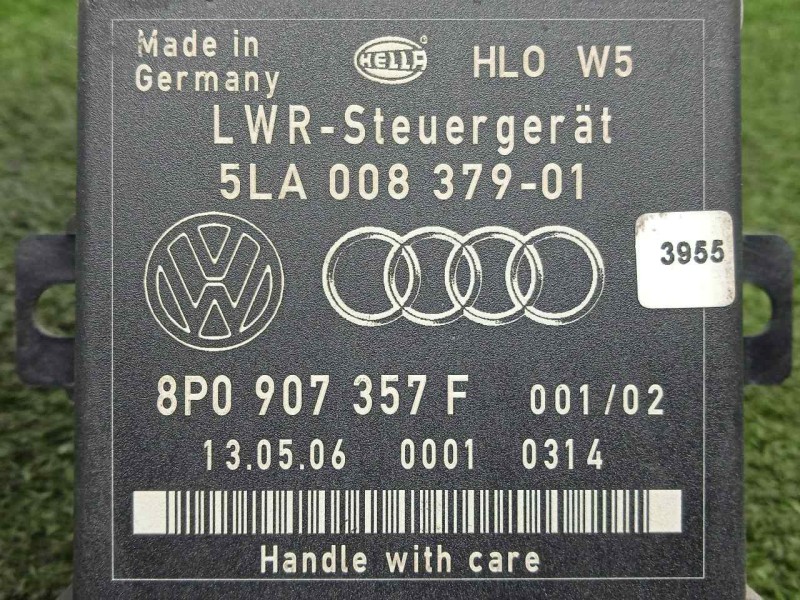 Made in
Germany
HELLA
®
HLO W5
LWR-Steuergerät
5LA 008 379-01
3955
8P0 907 357 F 001/02
13.05.06 0001 0314
Handle with care